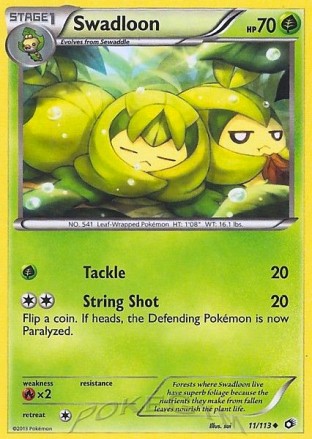 STAGE1
Swadloon
HP70
Evolves from Sewaddle
NO. 541 Leaf-Wrapped Pokémon HT: 1'08" WT: 16.1 lbs.
Tackle 20
String Shot 20
Flip a coin. If heads, the Defending Pokémon is now
Paralyzed.
weakness resistance
×2
Forests where Swadloon live
have superb foliage because the
nutrients they make from fallen
leaves nourish the plant life.
retreat
©2013 Pokémon
Illus. sui
11/113